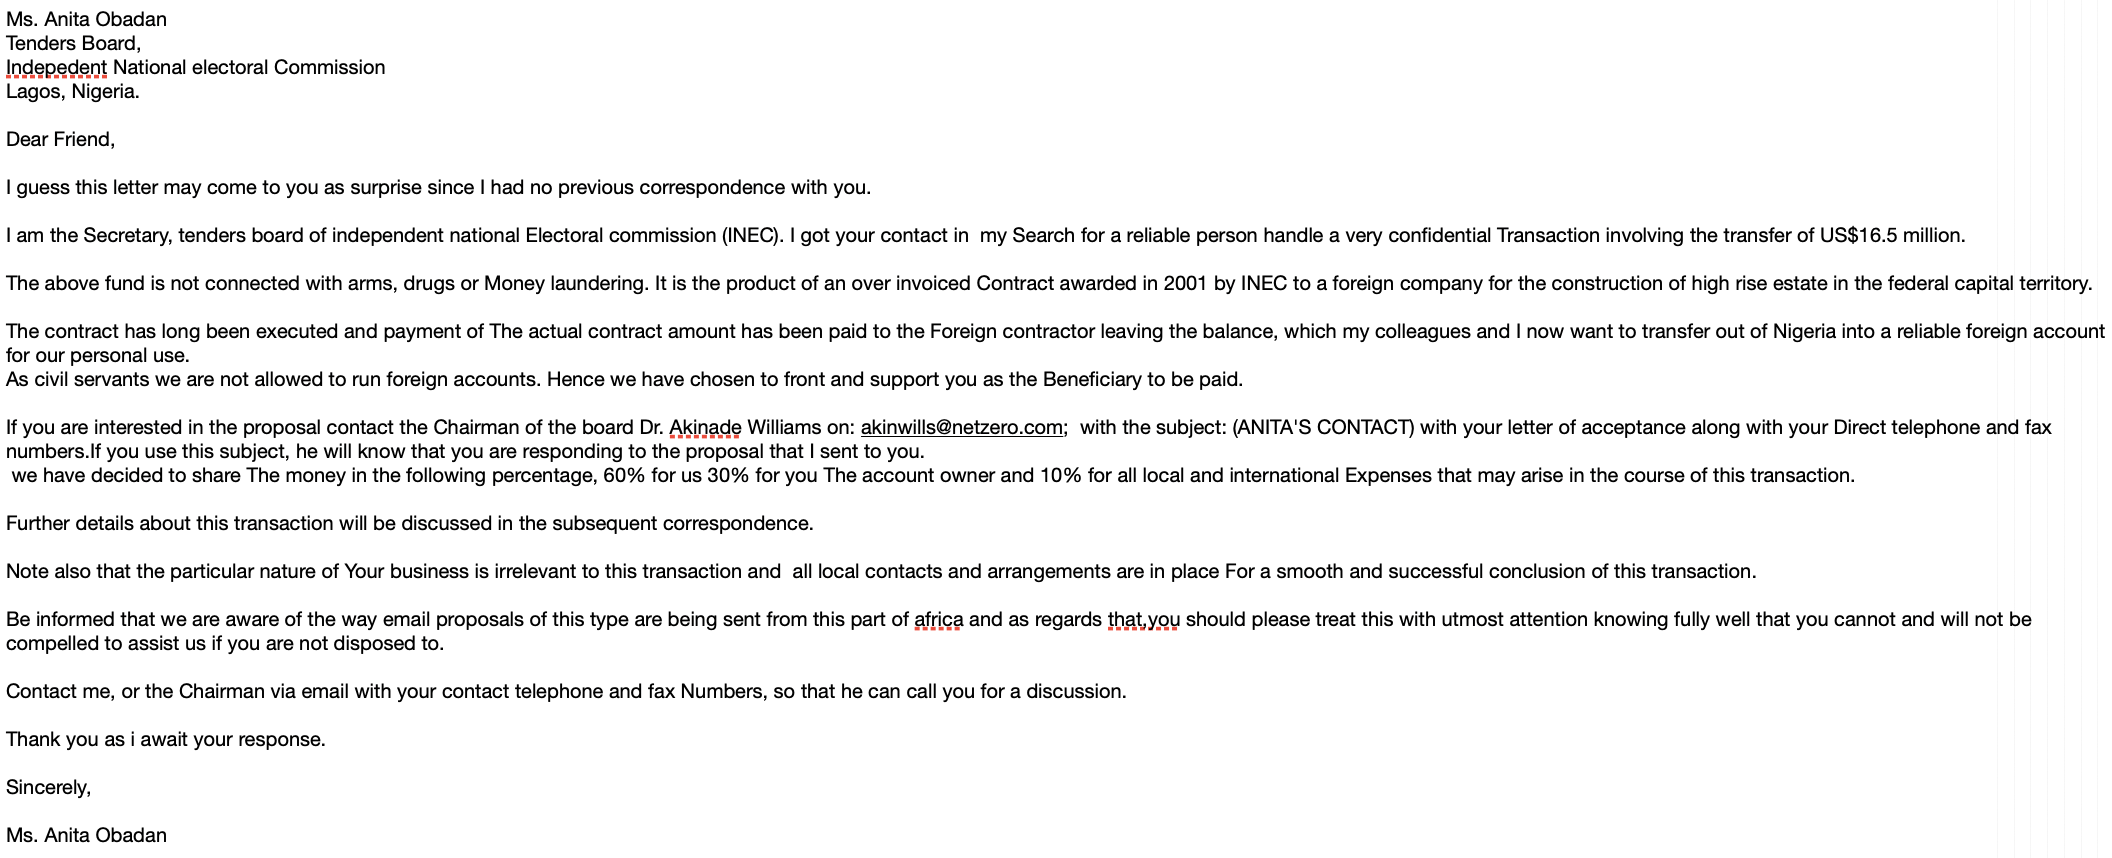 Ms. Anita Obadan
Tenders Board,
Indepedent National electoral Commission
Lagos, Nigeria.
Dear Friend,
I guess this letter may come to you as surprise since I had no previous correspondence with you.
I am the Secretary, tenders board of independent national Electoral commission (INEC). I got your contact in  my Search for a reliable person handle a very confidential Transaction involving the transfer of US$16.5 million.
The above fund is not connected with arms, drugs or Money laundering. It is the product of an over invoiced Contract awarded in 2001 by INEC to a foreign company for the construction of high rise estate in the federal capital territory.
The contract has long been executed and payment of The actual contract amount has been paid to the Foreign contractor leaving the balance, which my colleagues and I now want to transfer out of Nigeria into a reliable foreign account
for our personal use.
As civil servants we are not allowed to run foreign accounts. Hence we have chosen to front and support you as the Beneficiary to be paid.
If you are interested in the proposal contact the Chairman of the board Dr. Akinade Williams on: akinwills@netzero.com;  with the subject: (ANITA'S CONTACT) with your letter of acceptance along with your Direct telephone and fax
numbers.If you use this subject, he will know that you are responding to the proposal that I sent to you.
we have decided to share The money in the following percentage, 60% for us 30% for you The account owner and 10% for all local and international Expenses that may arise in the course of this transaction.
Further details about this transaction will be discussed in the subsequent correspondence.
Note also that the particular nature of Your business is irrelevant to this transaction and  all local contacts and arrangements are in place For a smooth and successful conclusion of this transaction.
Be informed that we are aware of the way email proposals of this type are being sent from this part of africa and as regards that,you should please treat this with utmost attention knowing fully well that you cannot and will not be
compelled to assist us if you are not disposed to.
Contact me, or the Chairman via email with your contact telephone and fax Numbers, so that he can call you for a discussion.
Thank you as i await your response.
Sincerely,
Ms. Anita Obadan